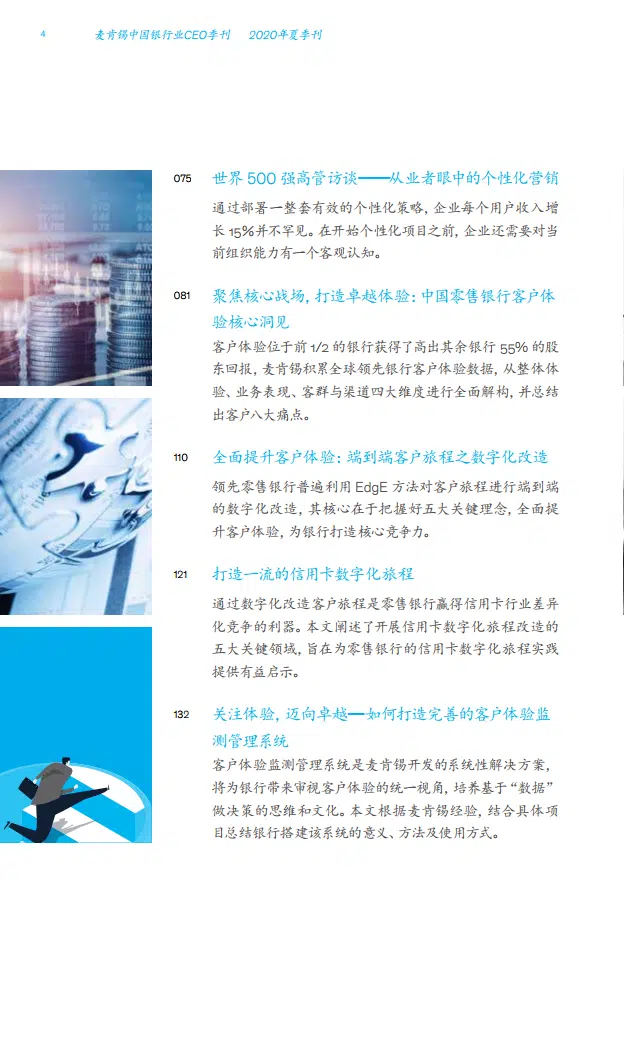 4 麦肯锡中国银行业CEO季刊 2020年夏季刊
075 世界 500 强高管访谈——从业者眼中的个性化营销
通过部署一整套有效的个性化策略，企业每个用户收入增
长 15%并不罕见。在开始个性化项目之前，企业还需要对当
前组织能力有一个客观认知。
081 聚焦核心战场，打造卓越体验：中国零售银行客户体
验核心洞见
客户体验位于前 1/2 的银行获得了高出其余银行 55% 的股
东回报，麦肯锡积累全球领先银行客户体验数据，从整体体
验、业务表现、客群与渠道四大维度进行全面解构，并总结
出客户八大痛点。
110 全面提升客户体验：端到端客户旅程之数字化改造
领先零售银行普遍利用 EdgE 方法对客户旅程进行端到端
的数字化改造，其核心在于把握好五大关键理念，全面提
升客户体验，为银行打造核心竞争力。
121 打造一流的信用卡数字化旅程
通过数字化改造客户旅程是零售银行赢得信用卡行业差异
化竞争的利器。本文阐述了开展信用卡数字化旅程改造的
五大关键领域，旨在为零售银行的信用卡数字化旅程实践
提供有益启示。
132 关注体验，迈向卓越—如何打造完善的客户体验监
测管理系统
客户体验监测管理系统是麦肯锡开发的系统性解决方案，
将为银行带来审视客户体验的统一视角，培养基于“数据”
做决策的思维和文化。本文根据麦肯锡经验，结合具体项
目总结银行搭建该系统的意义、方法及使用方式。